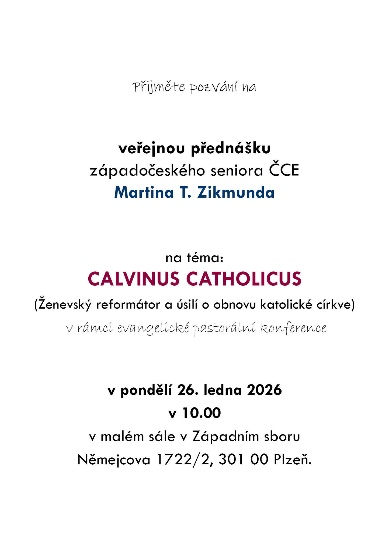 Přijměte pozvání na
veřejnou přednášku
západočeského seniora ČCE
Martina T. Zikmunda
na téma:
CALVINUS CATHOLICUS
(Ženevský reformátor a úsilí o obnovu katolické církve)
v rámci evangelické pastorální konference
v pondělí 26. ledna 2026
v 10.00
v malém sále v Západním sboru
Němejcova 1722/2, 301 00 Plzeň.